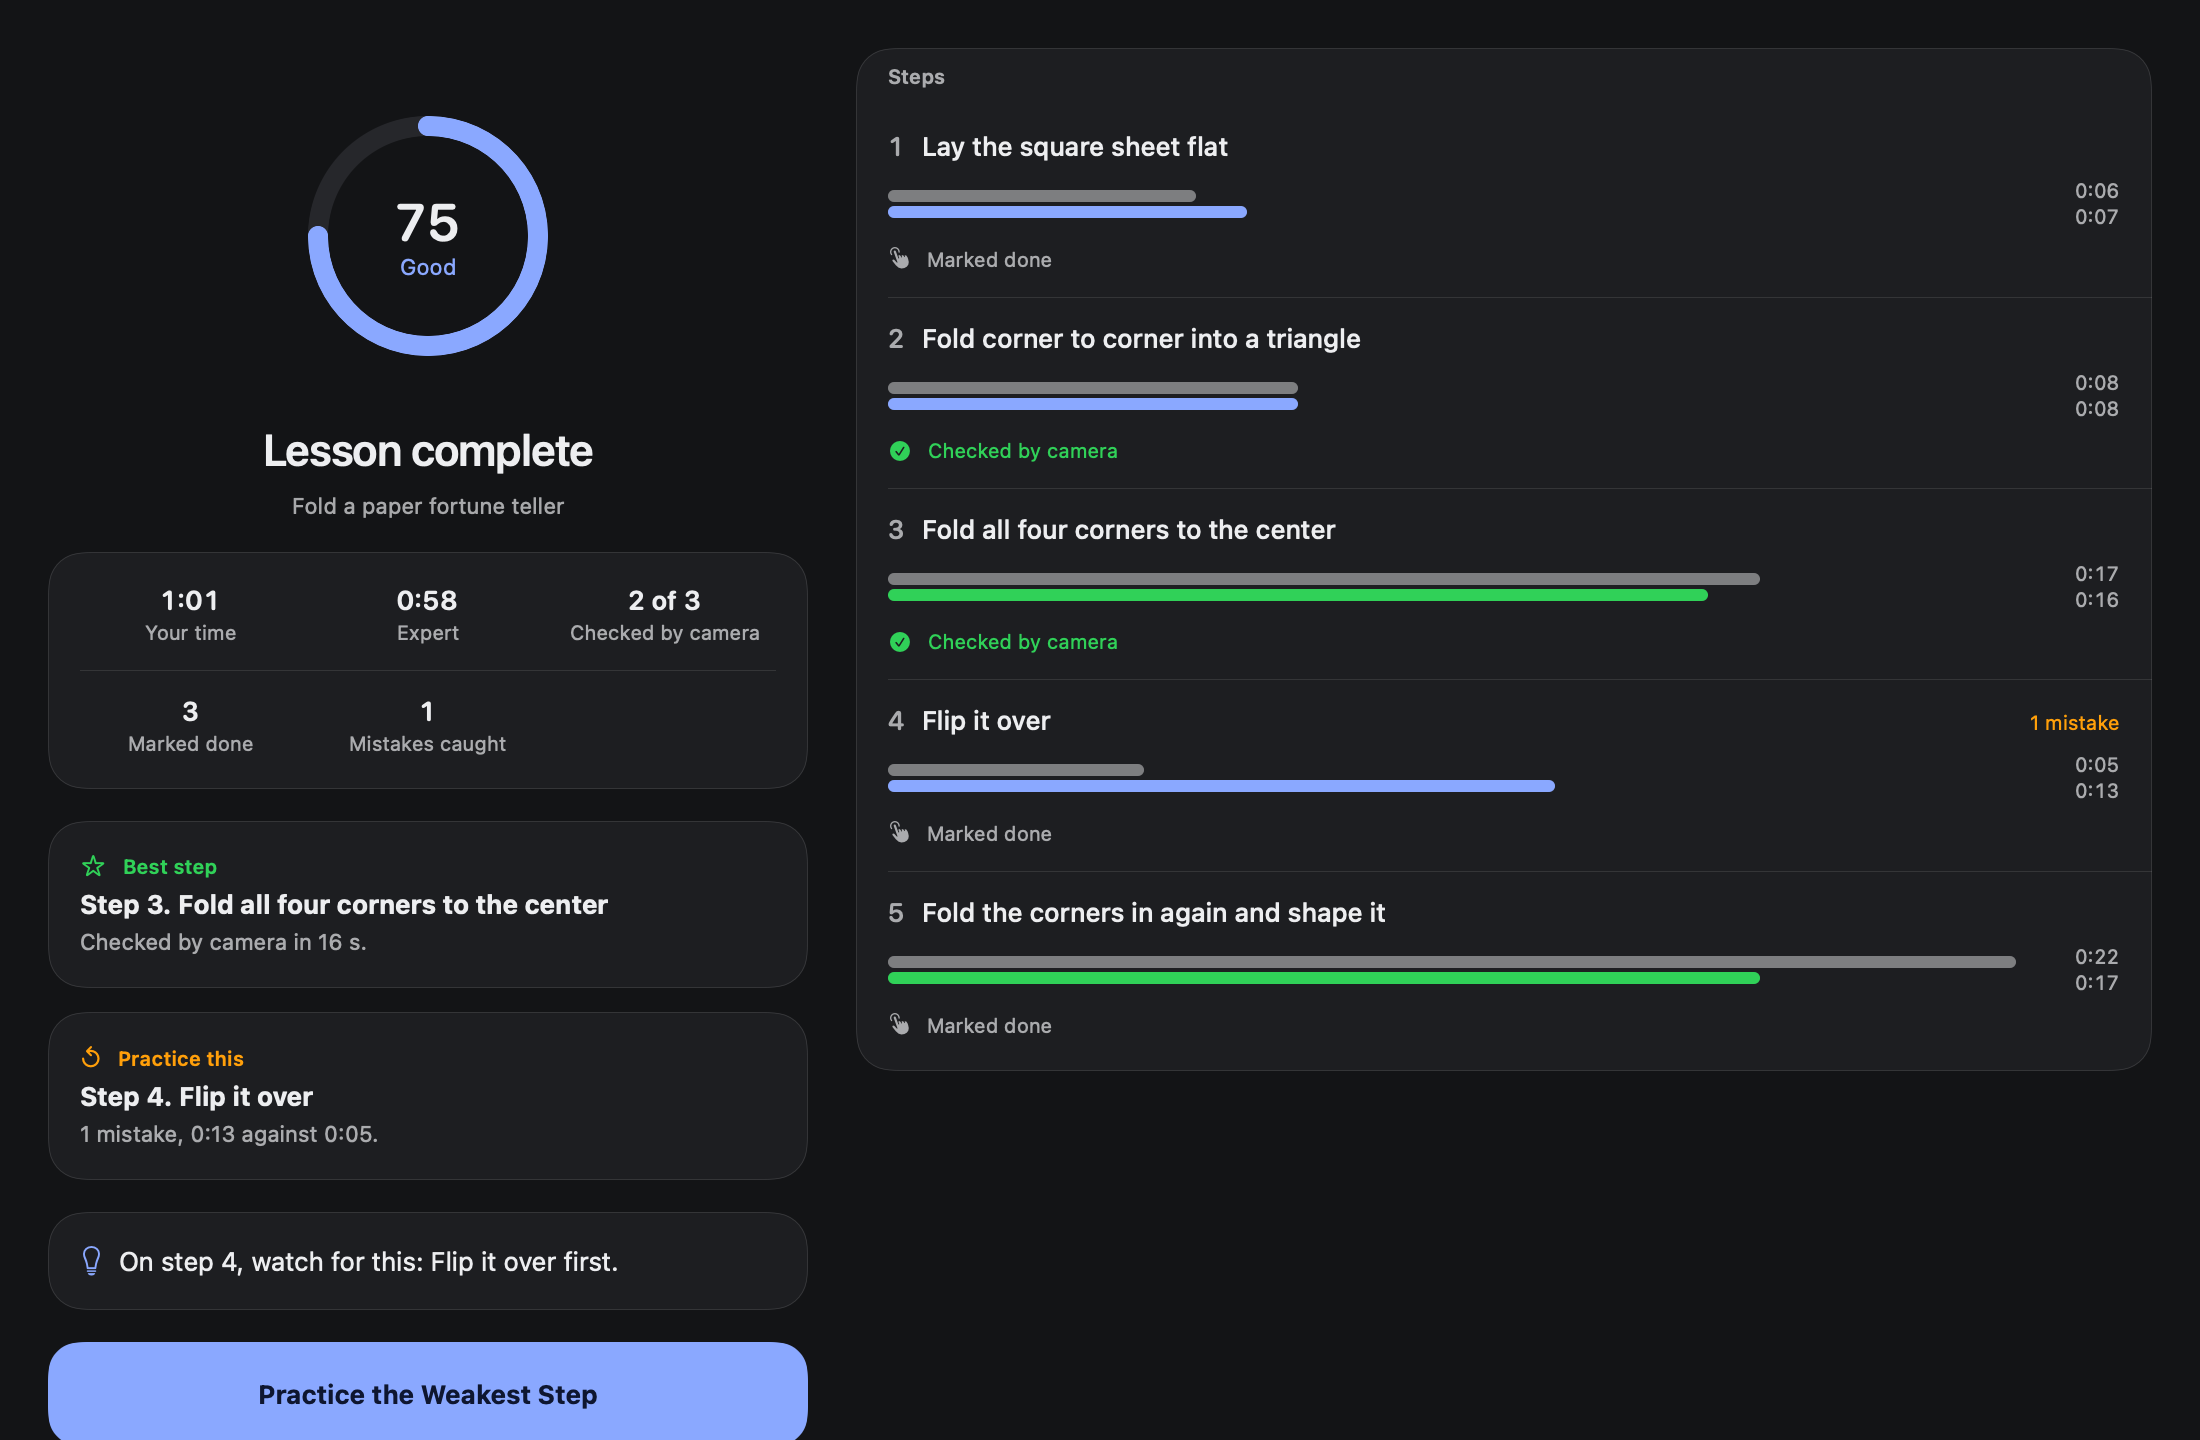 75
Good
Lesson complete
Fold a paper fortune teller
1:01
Your time
0:58
Expert
2 of 3
Checked by camera
3
Marked done
1
Mistakes caught
Best step
Step 3. Fold all four corners to the center
Checked by camera in 16 s.
Practice this
Step 4. Flip it over
1 mistake, 0:13 against 0:05.
On step 4, watch for this: Flip it over first.
Practice the Weakest Step
Steps
1 Lay the square sheet flat
0:06
0:07
Marked done
2 Fold corner to corner into a triangle
0:08
0:08
Checked by camera
3 Fold all four corners to the center
0:17
0:16
Checked by camera
4 Flip it over
1 mistake
0:05
0:13
Marked done
5 Fold the corners in again and shape it
0:22
0:17
Marked done